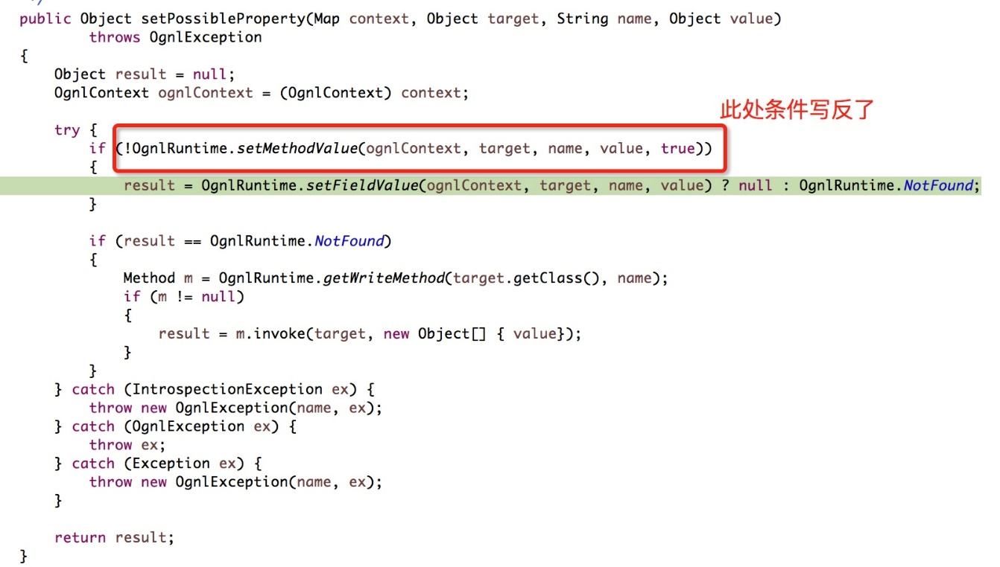 */
public Object setPossibleProperty(Map context, Object target, String name, Object value)
throws OgnlException
{
Object result = null;
OgnlContext ognlContext = (OgnlContext) context;
此处条件写反了
try {
if (!OgnlRuntime.setMethodValue(ognlContext, target, name, value, true))
{
result = OgnlRuntime.setFieldValue(ognlContext, target, name, value) ? null : OgnlRuntime.NotFound;
}
if (result == OgnlRuntime.NotFound)
{
Method m = OgnlRuntime.getWriteMethod(target.getClass(), name);
if (m != null)
{
result = m.invoke(target, new Object[] { value});
}
}
} catch (IntrospectionException ex) {
throw new OgnlException(name, ex);
} catch (OgnlException ex) {
throw ex;
} catch (Exception ex) {
throw new OgnlException(name, ex);
}
return result;
}